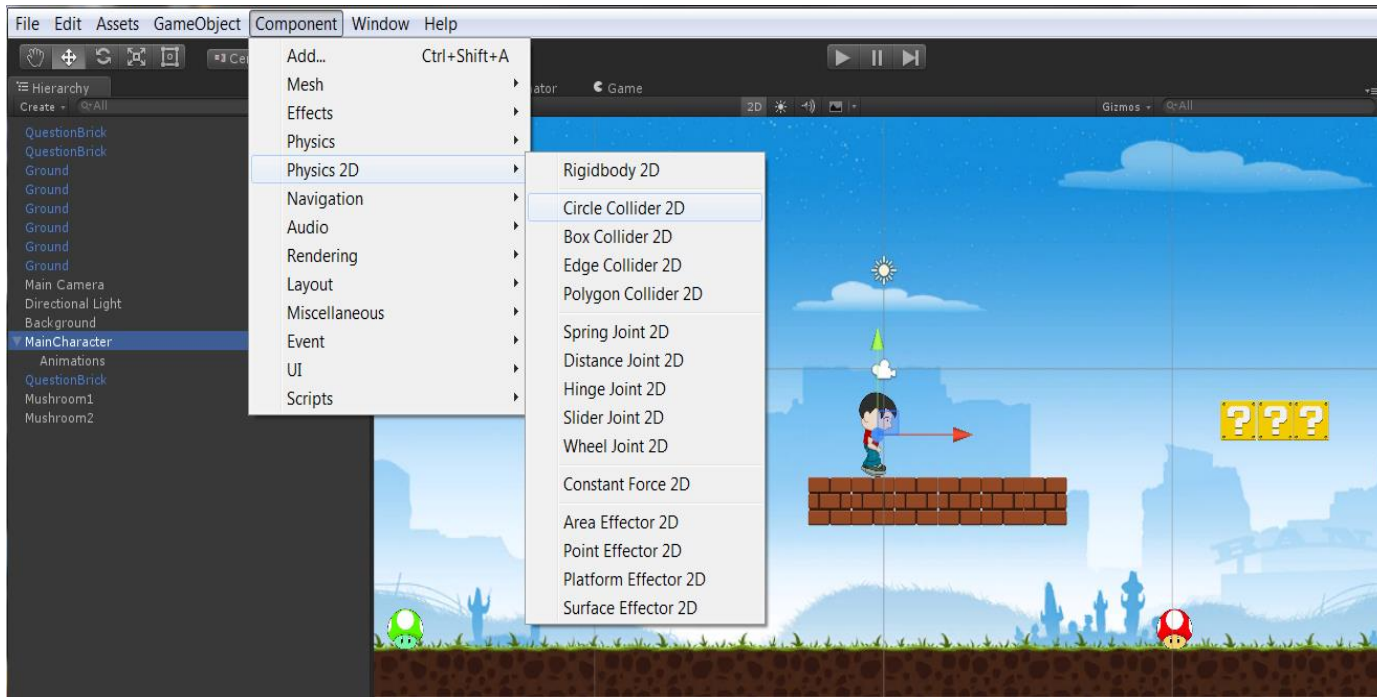 File Edit Assets GameObject Component Window Help
Hierarchy
Create
All
Game
2D
Gizmos
All
QuestionBrick
QuestionBrick
Ground
Ground
Ground
Ground
Ground
Ground
Main Camera
Directional Light
Background
MainCharacter
Animations
QuestionBrick
Mushroom1
Mushroom2
Add... Ctrl+Shift+A
Mesh
Effects
Physics
Physics 2D
Navigation
Audio
Rendering
Layout
Miscellaneous
Event
UI
Scripts
Rigidbody 2D
Circle Collider 2D
Box Collider 2D
Edge Collider 2D
Polygon Collider 2D
Spring Joint 2D
Distance Joint 2D
Hinge Joint 2D
Slider Joint 2D
Wheel Joint 2D
Constant Force 2D
Area Effector 2D
Point Effector 2D
Platform Effector 2D
Surface Effector 2D
? ? ?